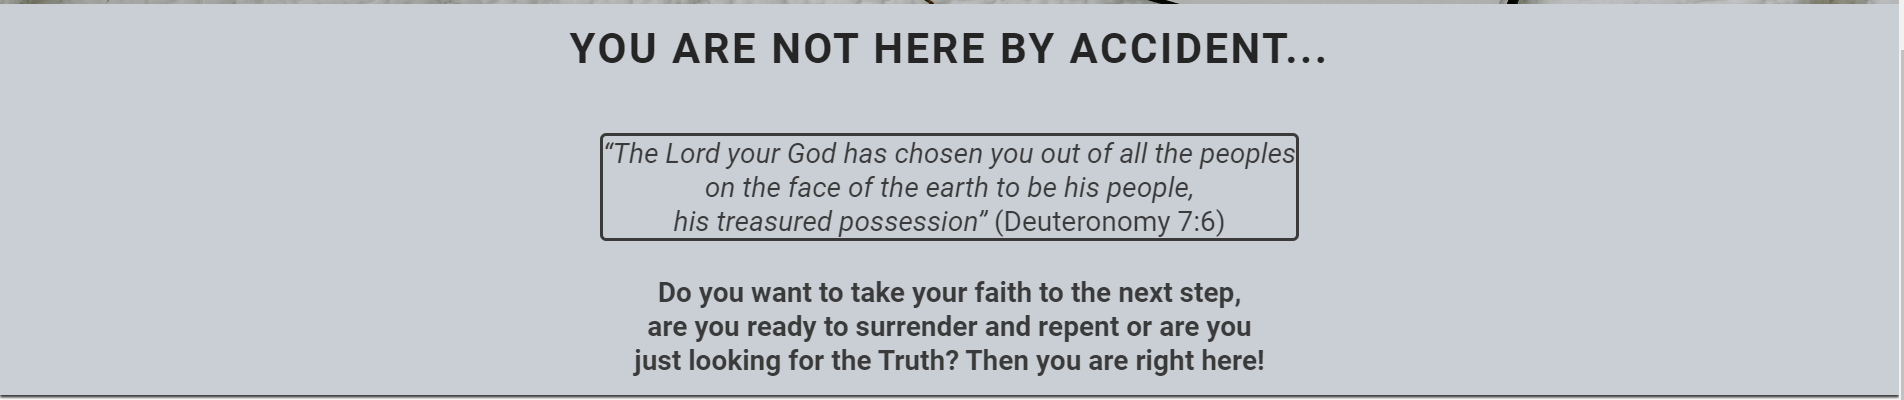 YOU ARE NOT HERE BY ACCIDENT...
“The Lord your God has chosen you out of all the peoples
on the face of the earth to be his people,
his treasured possession” (Deuteronomy 7:6)
Do you want to take your faith to the next step,
are you ready to surrender and repent or are you
just looking for the Truth? Then you are right here!